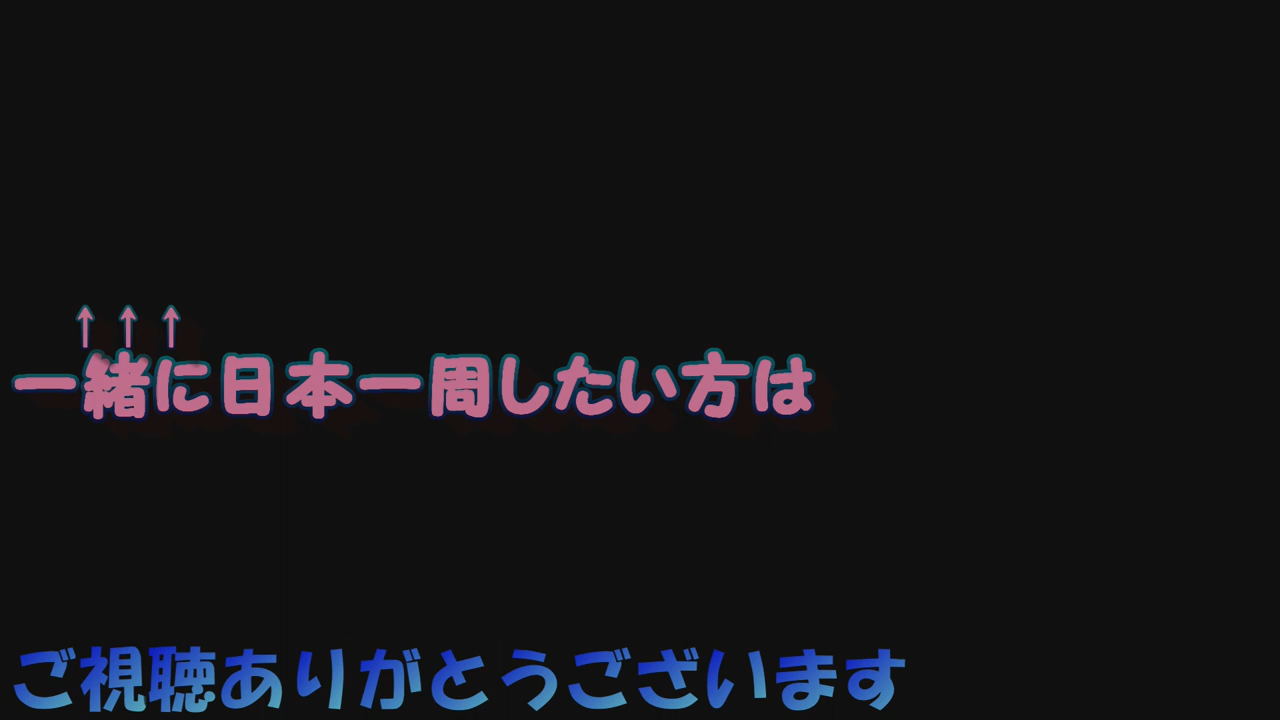 ↑ ↑ ↑
一緒に日本一周したい方は
ご視聴ありがとうございます